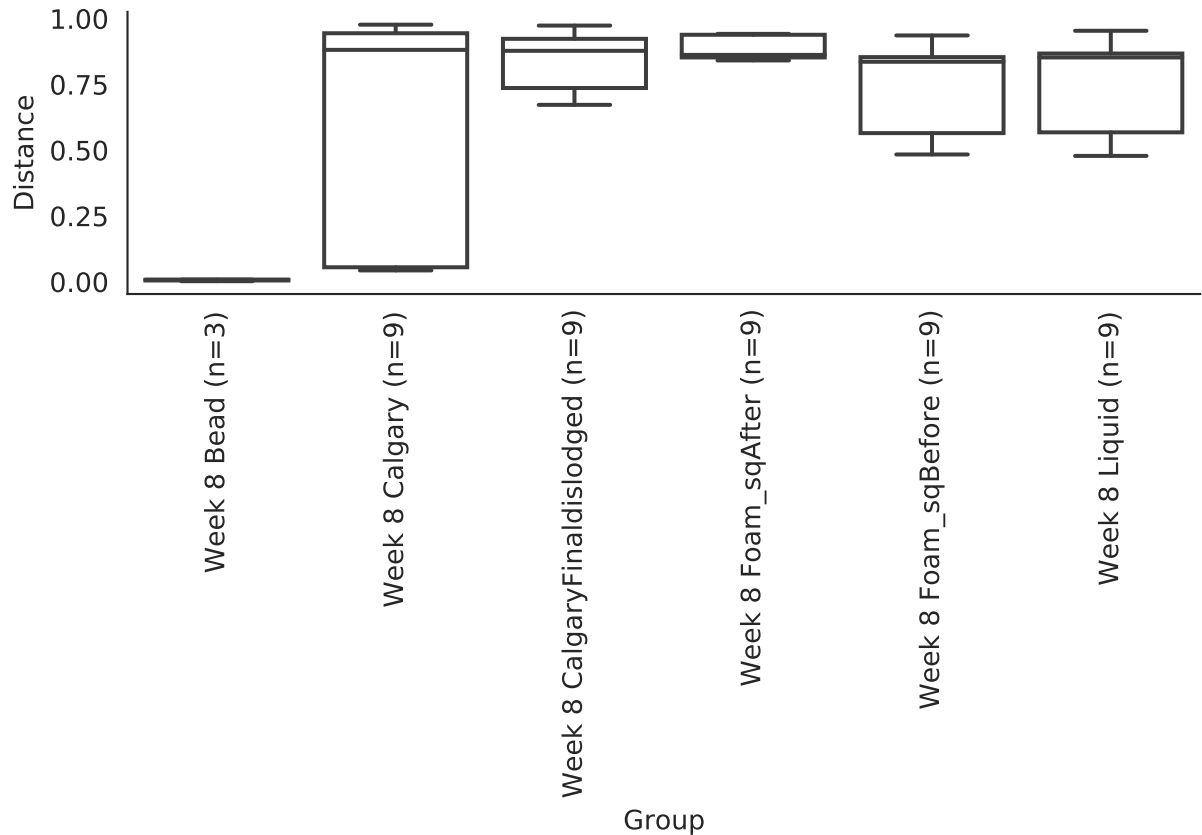 1.00
0.75
0.50
0.25
0.00
Distance
Week 8 Bead (n=3)
Week 8 Calgary (n=9)
Week 8 CalgaryFinaldislodged (n=9)
Week 8 Foam_sqAfter (n=9)
Week 8 Foam_sqBefore (n=9)
Week 8 Liquid (n=9)
Group